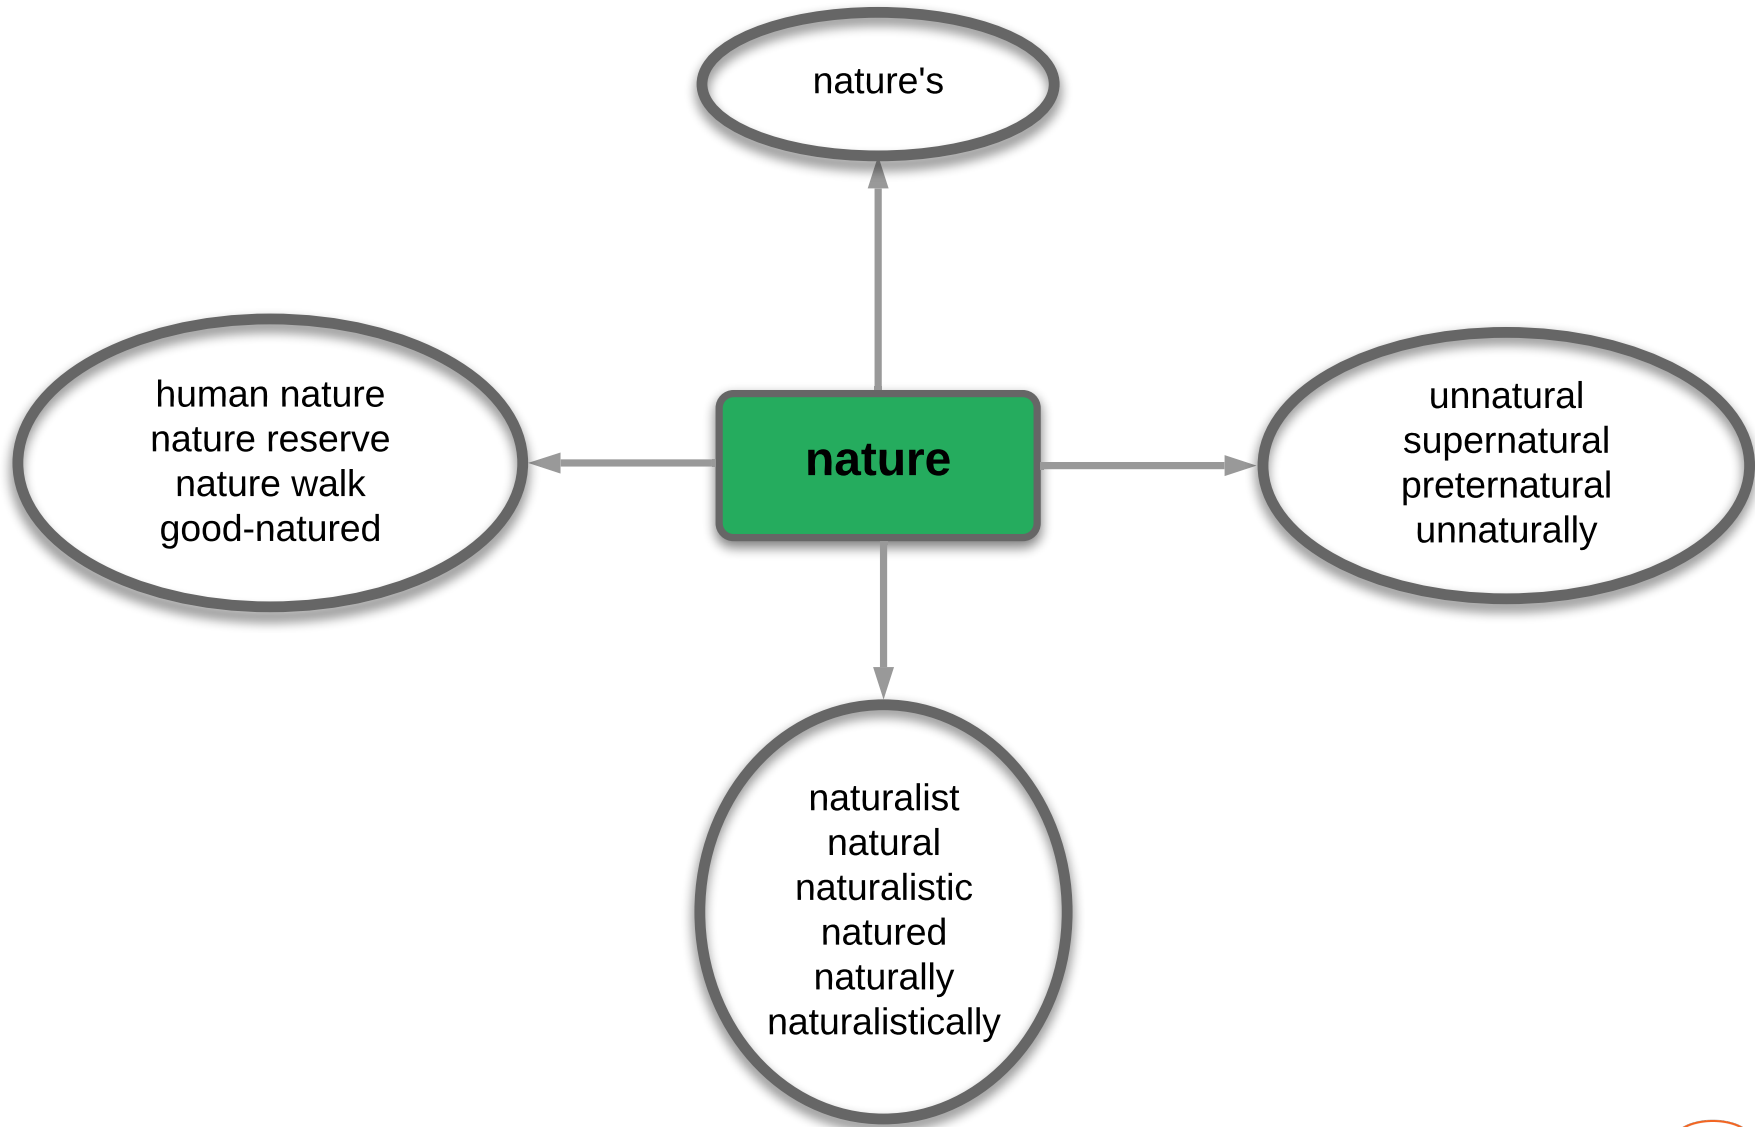 nature's
human nature
nature reserve
nature walk
good-natured
nature
unnatural
supernatural
preternatural
unnaturally
naturalist
natural
naturalistic
natured
naturally
naturalistically